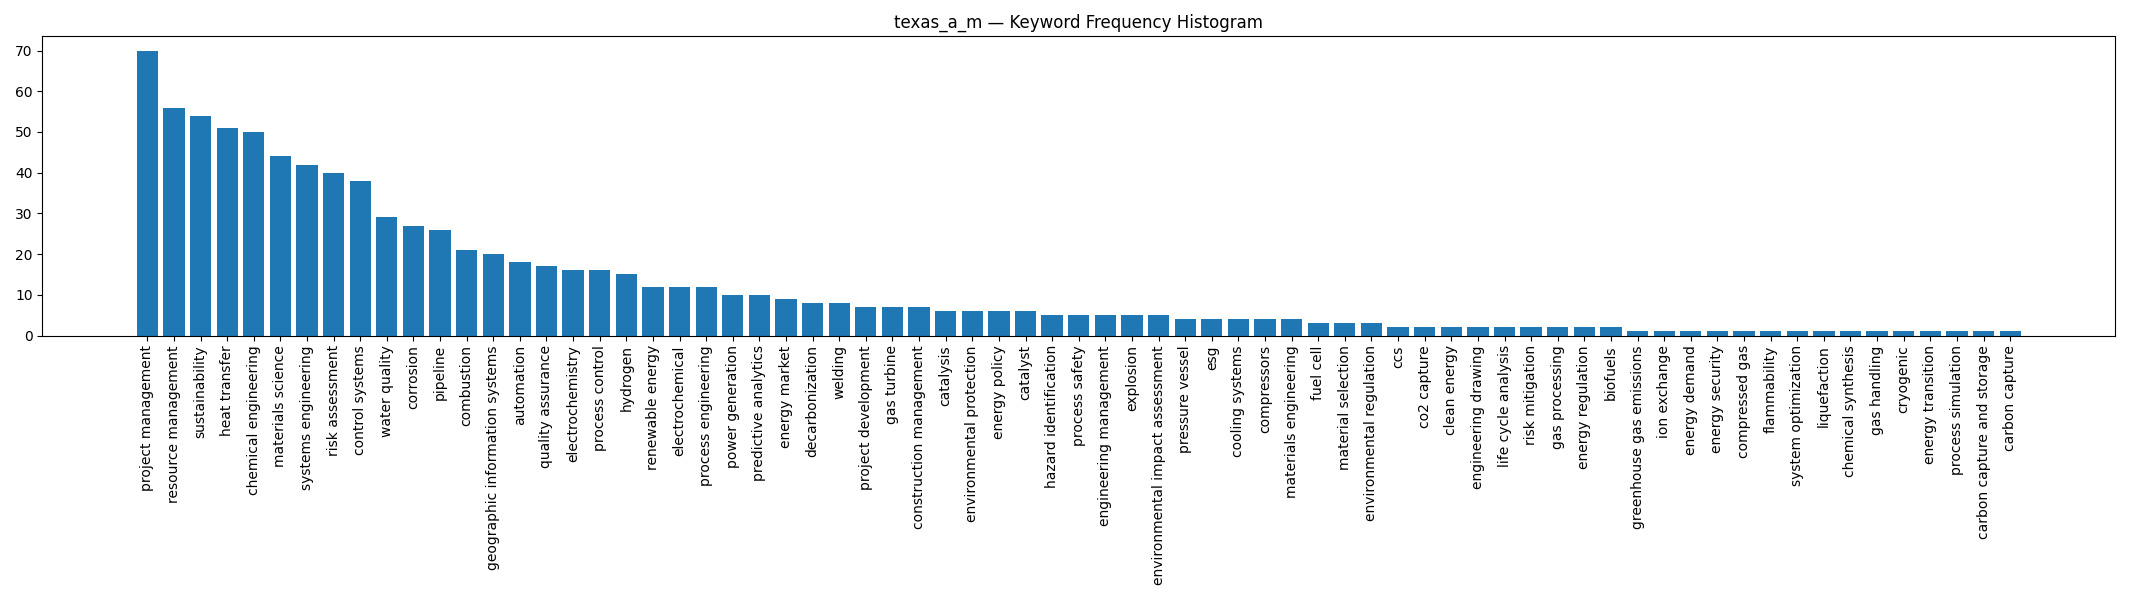 texas_a_m — Keyword Frequency Histogram
70
60
50
40
30
20
10
0
project management
resource management
sustainability
heat transfer
chemical engineering
materials science
systems engineering
risk assessment
control systems
water quality
corrosion
pipeline
combustion
geographic information systems
automation
quality assurance
electrochemistry
process control
hydrogen
renewable energy
electrochemical
process engineering
power generation
predictive analytics
energy market
decarbonization
welding
project development
gas turbine
construction management
catalysis
environmental protection
energy policy
catalyst
hazard identification
process safety
engineering management
explosion
environmental impact assessment
pressure vessel
esg
cooling systems
compressors
materials engineering
fuel cell
material selection
environmental regulation
ccs
co2 capture
clean energy
engineering drawing
life cycle analysis
risk mitigation
gas processing
energy regulation
biofuels
greenhouse gas emissions
ion exchange
energy demand
energy security
compressed gas
flammability
system optimization
liquefaction
chemical synthesis
gas handling
cryogenic
energy transition
process simulation
carbon capture and storage
carbon capture